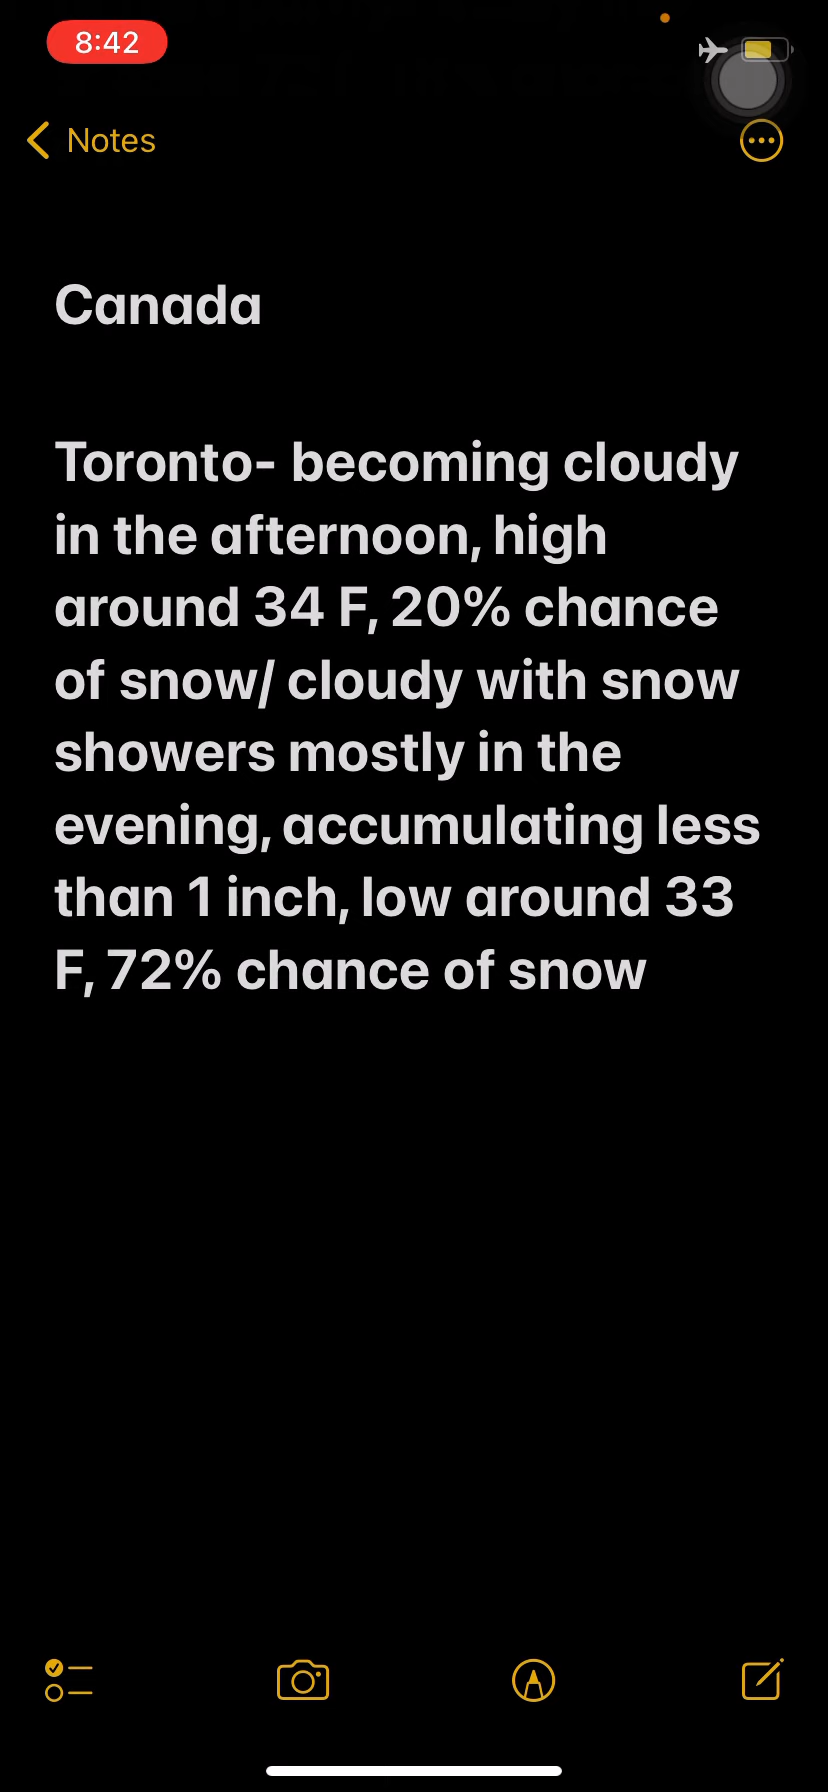 8:42
Notes
Canada
Toronto- becoming cloudy
in the afternoon, high
around 34 F, 20% chance
of snow/ cloudy with snow
showers mostly in the
evening, accumulating less
than 1 inch, low around 33
F, 72% chance of snow